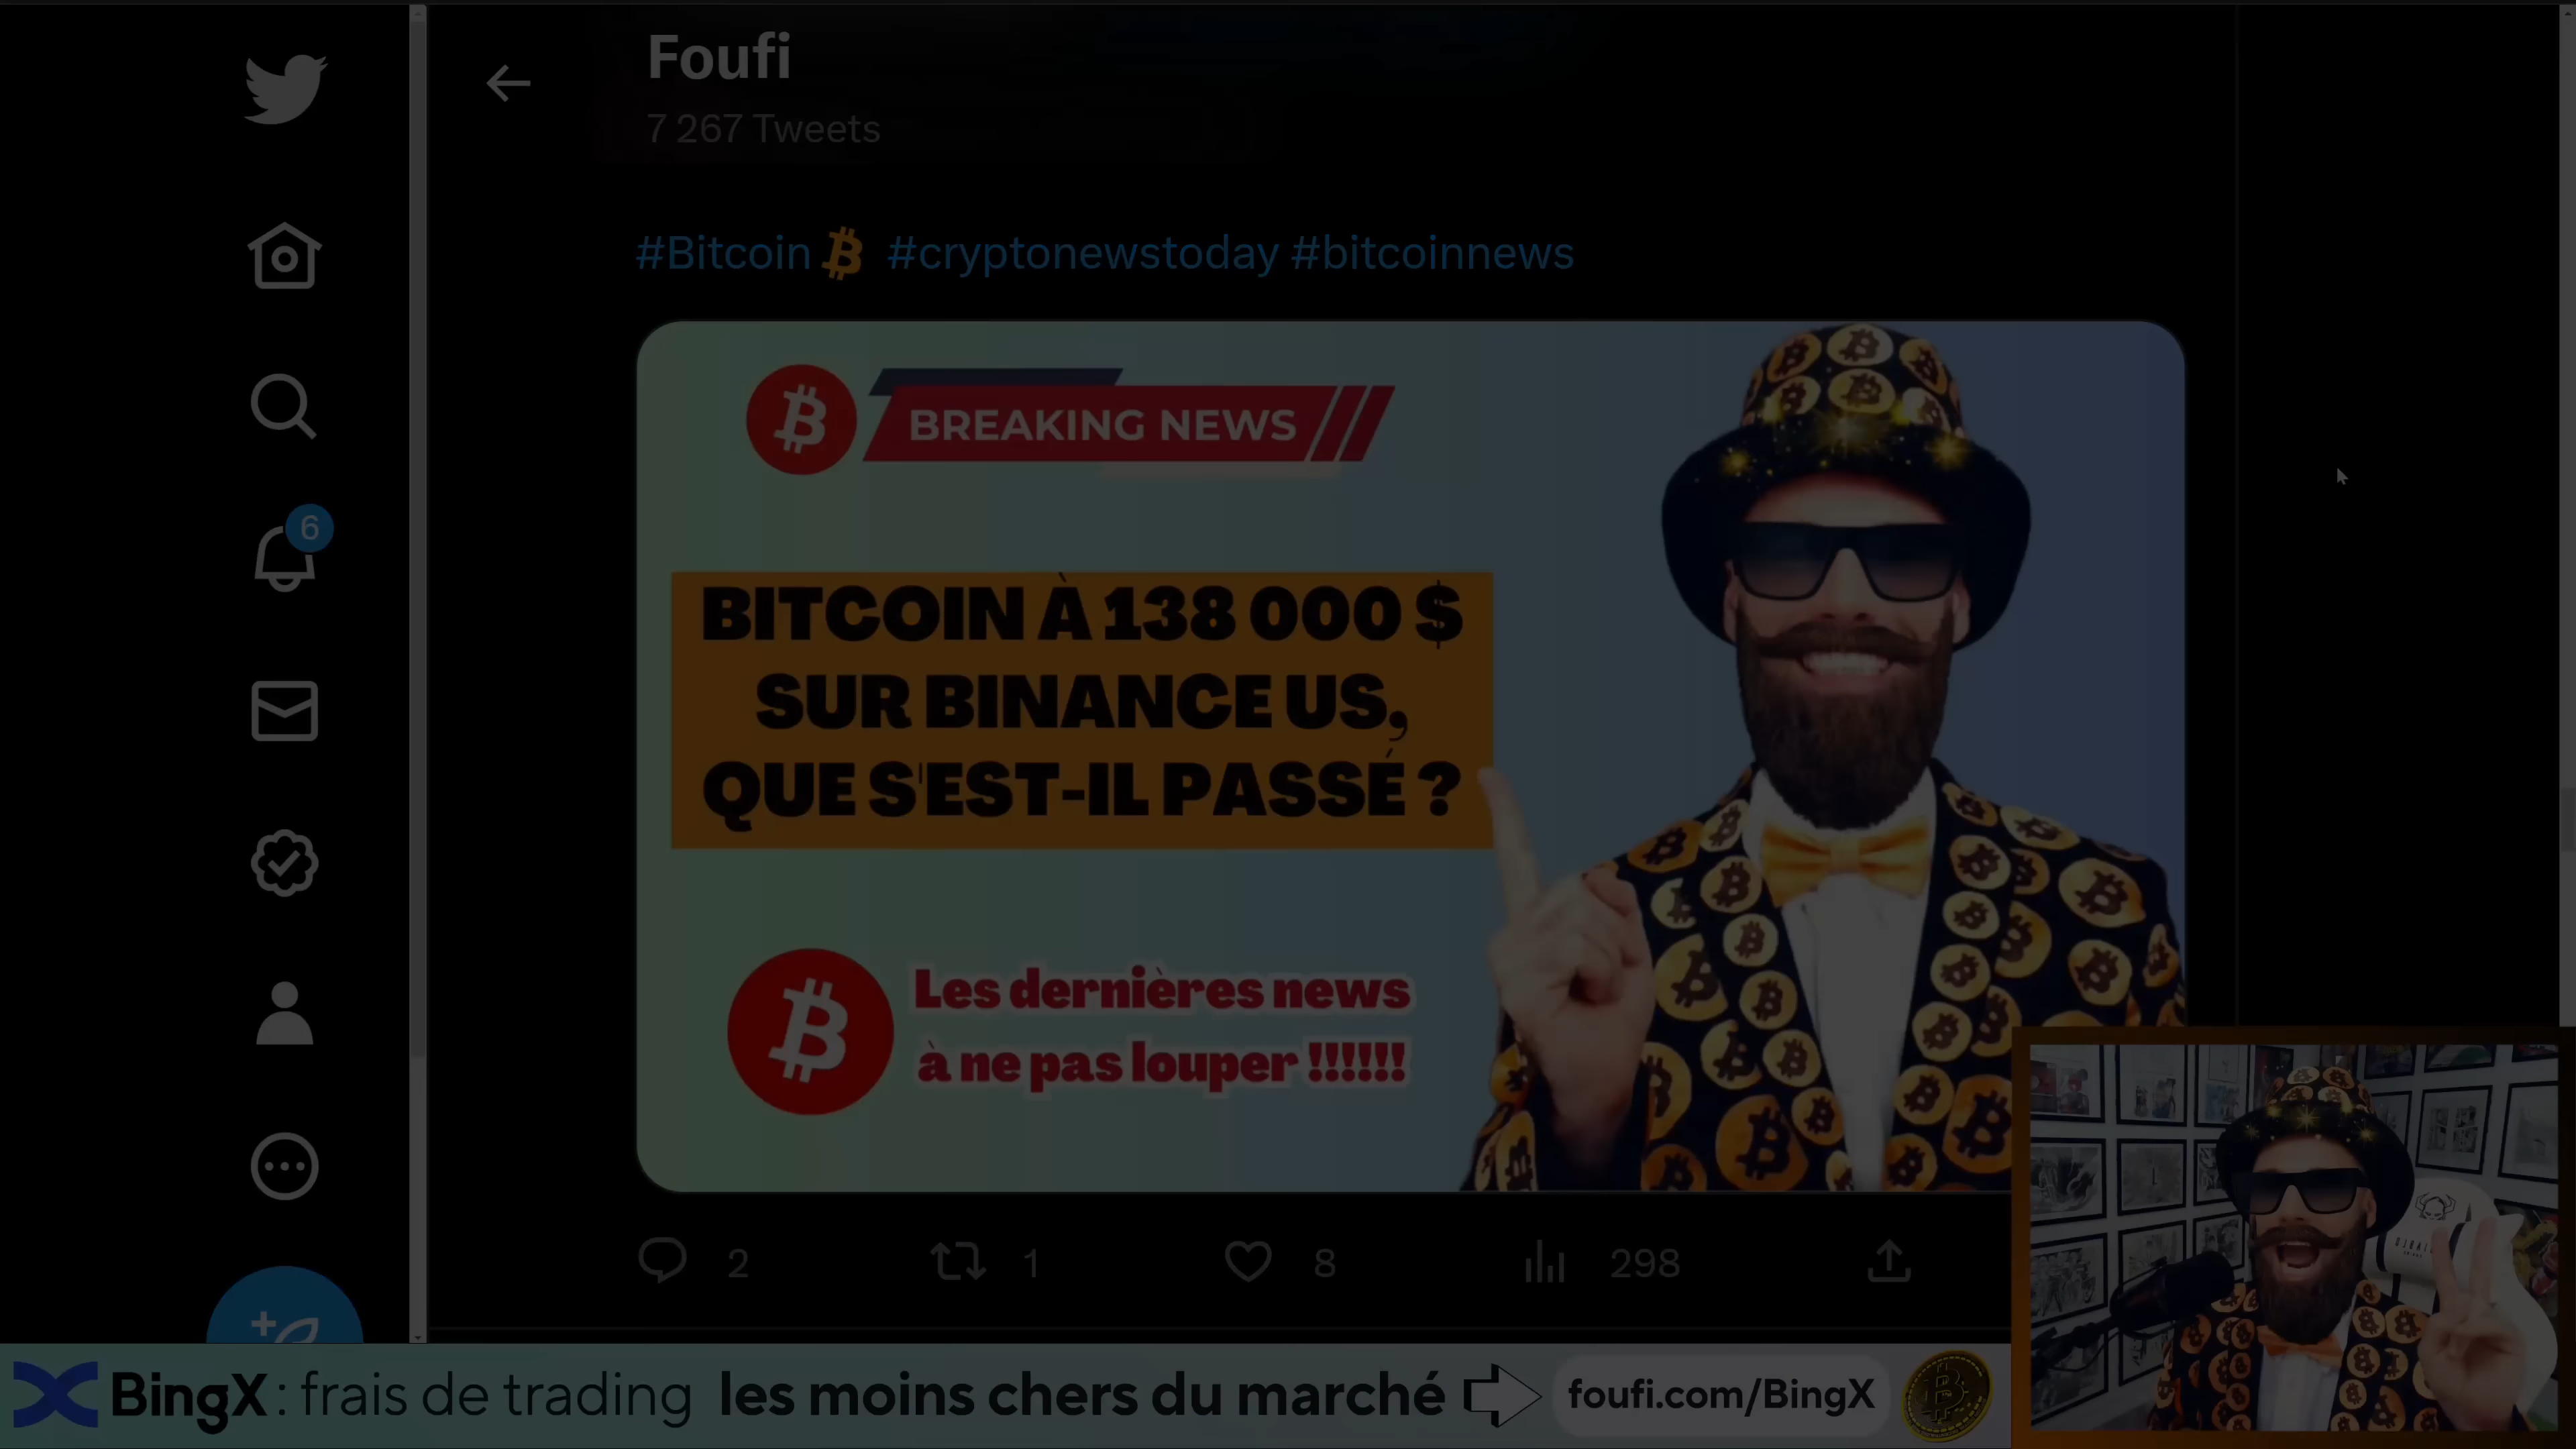 Foufi
7 267 Tweets
#Bitcoin #cryptonewstoday #bitcoinnews
BREAKING NEWS
BITCOIN À 138 000 $
SUR BINANCE US,
QUE S'EST-IL PASSÉ ?
Les dernières news
à ne pas louper !!!!!!
6
2 1 8 298
BingX : frais de trading les moins chers du marché foufi.com/BingX